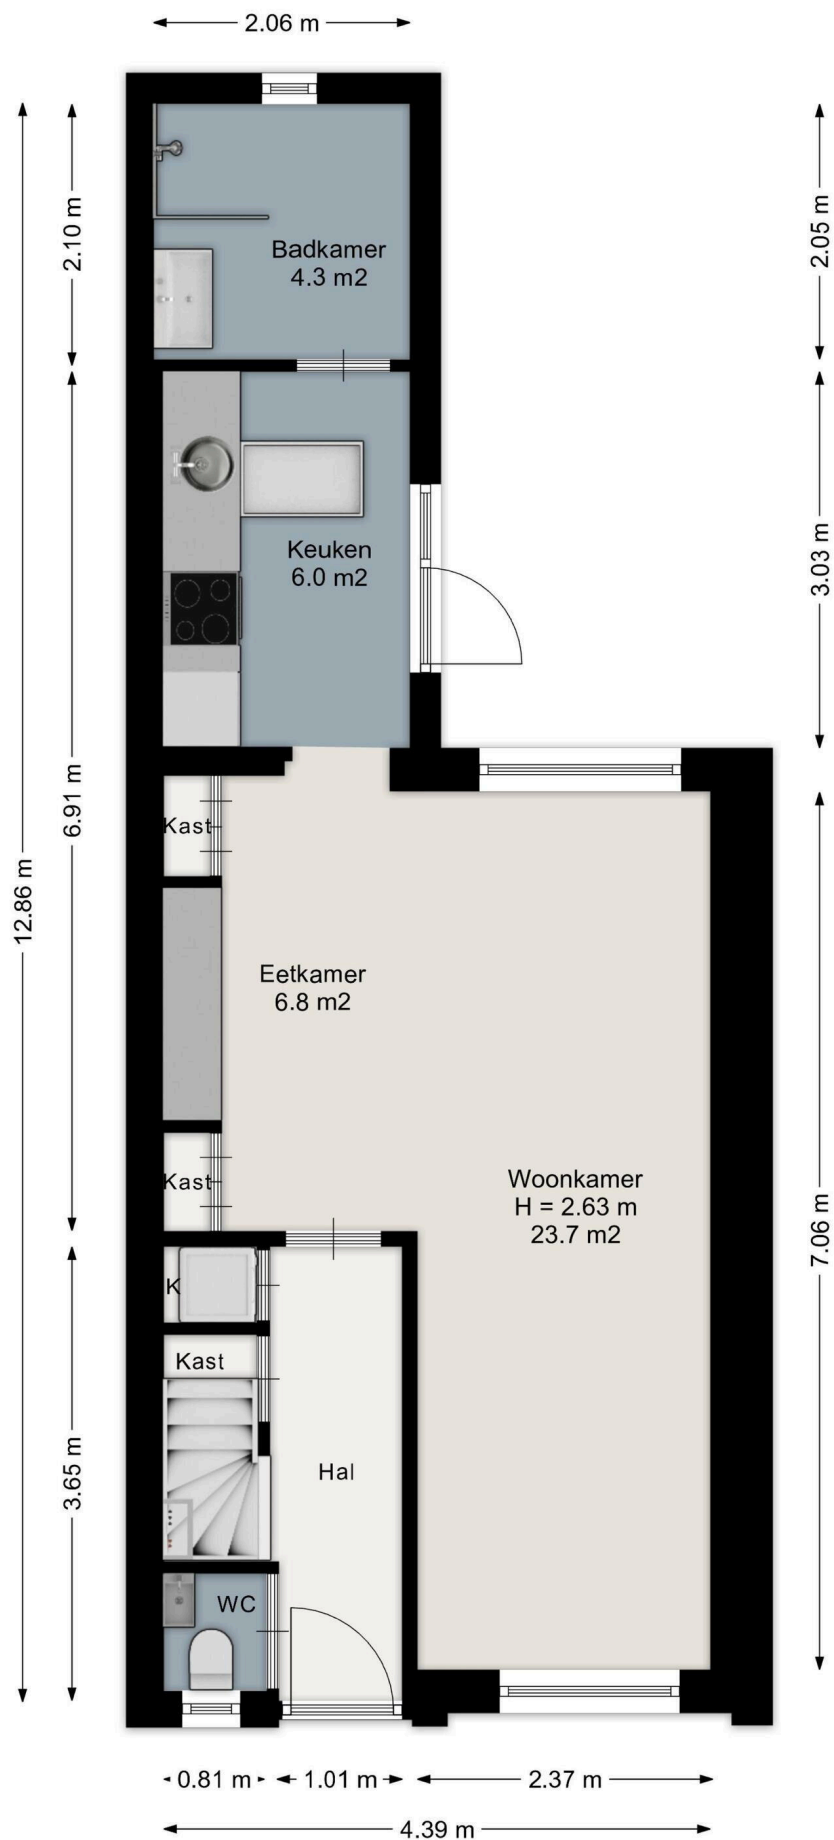 2.06 m
2.10 m
2.05 m
Badkamer
4.3 m2
Keuken
6.0 m2
3.03 m
6.91 m
12.86 m
Kast
Eetkamer
6.8 m2
Kast
Woonkamer
H = 2.63 m
23.7 m2
7.06 m
K
Kast
Hal
3.65 m
WC
0.81 m
1.01 m
2.37 m
4.39 m